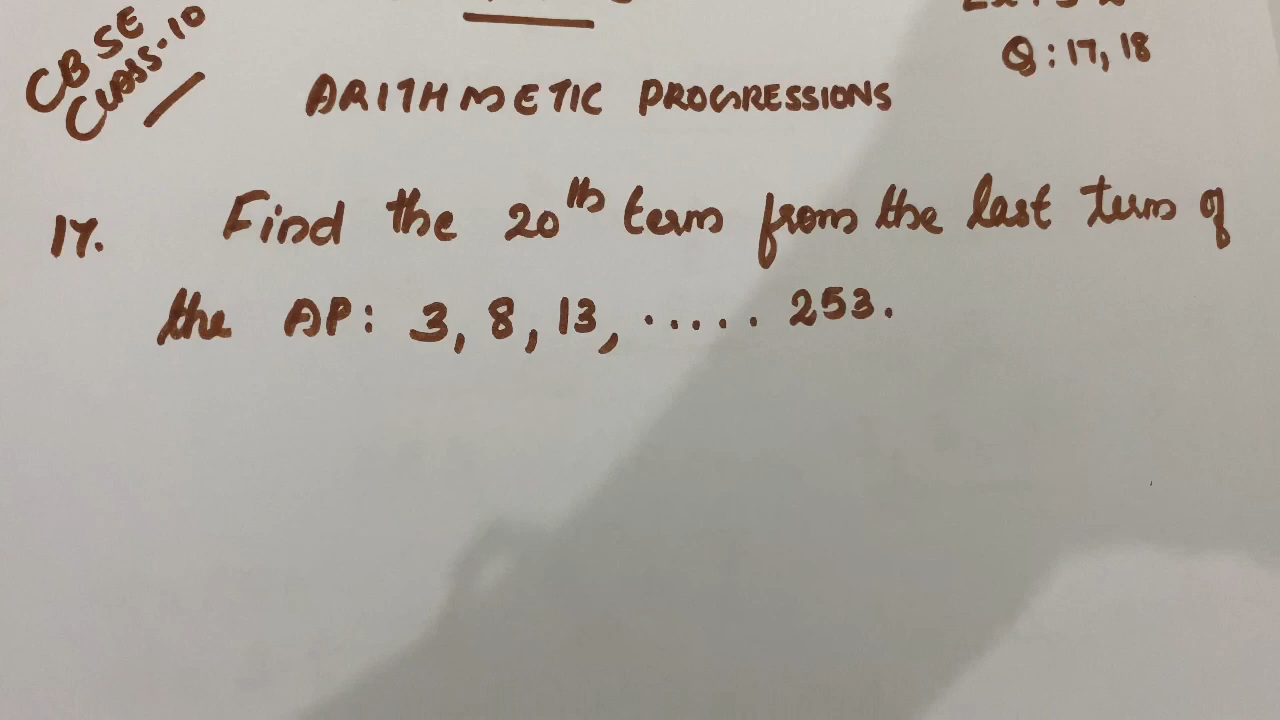 CBSE
CLASS-10
Q: 17, 18
ARITHMETIC PROGRESSIONS
17. Find the 20th term from the last term of
the AP: 3, 8, 13, ..... 253.